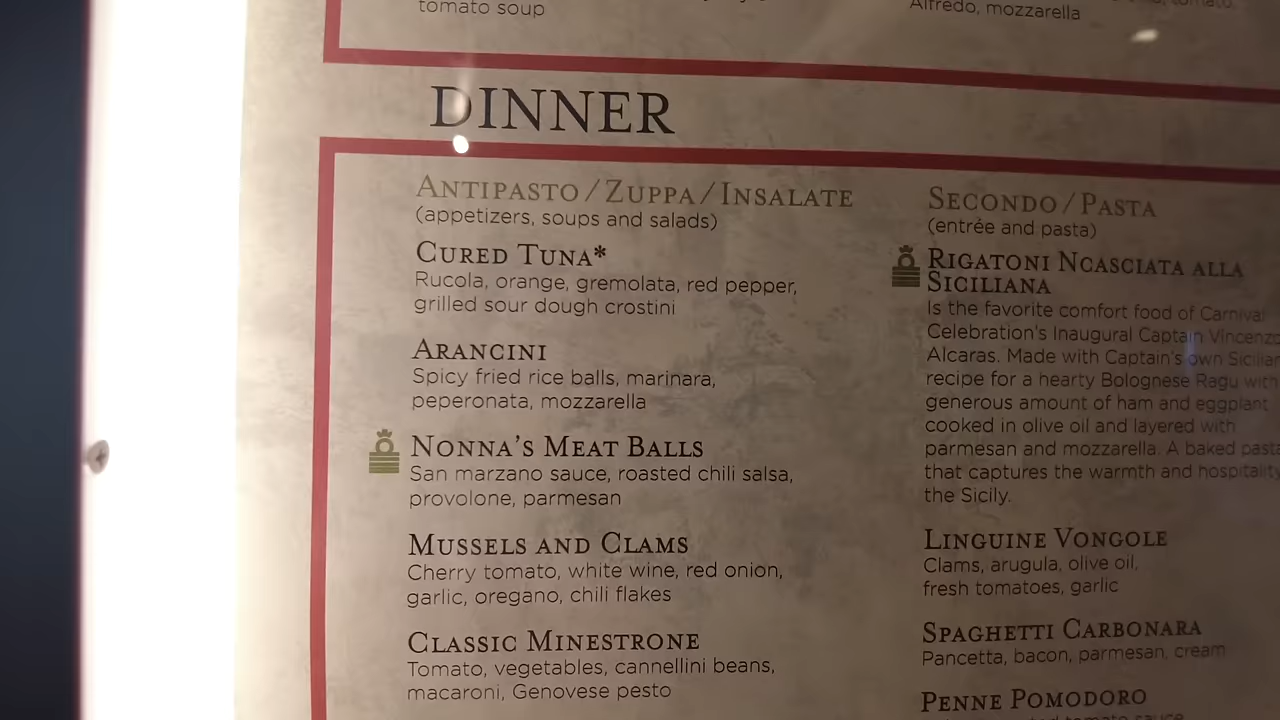 tomato soup
Alfredo, mozzarella
DINNER
ANTIPASTO/ZUPPA/INSALATE
(appetizers, soups and salads)
CURED TUNA*
Rucola, orange, gremolata, red pepper,
grilled sour dough crostini
ARANCINI
Spicy fried rice balls, marinara,
peperonata, mozzarella
NONNA'S MEAT BALLS
San marzano sauce, roasted chili salsa,
provolone, parmesan
MUSSELS AND CLAMS
Cherry tomato, white wine, red onion,
garlic, oregano, chili flakes
CLASSIC MINESTRONE
Tomato, vegetables, cannellini beans,
macaroni, Genovese pesto
SECONDO/PASTA
(entrée and pasta)
RIGATONI NCASCIATA ALLA
SICILIANA
Is the favorite comfort food of Carnival
Celebration's Inaugural Captain Vincenzo
Alcaras. Made with Captain's own Sicilian
recipe for a hearty Bolognese Ragu with
generous amount of ham and eggplant
cooked in olive oil and layered with
parmesan and mozzarella. A baked pasta
that captures the warmth and hospitality
the Sicily.
LINGUINE VONGOLE
Clams, arugula, olive oil,
fresh tomatoes, garlic
SPAGHETTI CARBONARA
Pancetta, bacon, parmesan, cream
PENNE POMODORO
tomato sauce